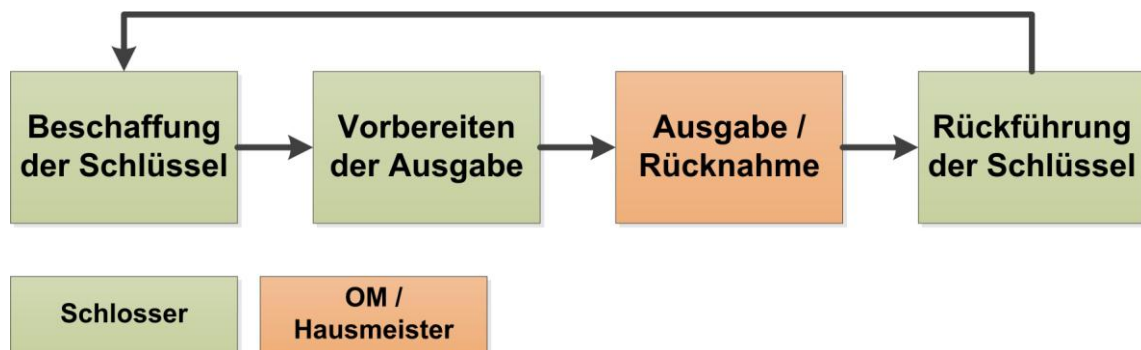 Beschaffung
der Schlüssel
Vorbereiten
der Ausgabe
Ausgabe /
Rücknahme
Rückführung
der Schlüssel
Schlosser
OM /
Hausmeister